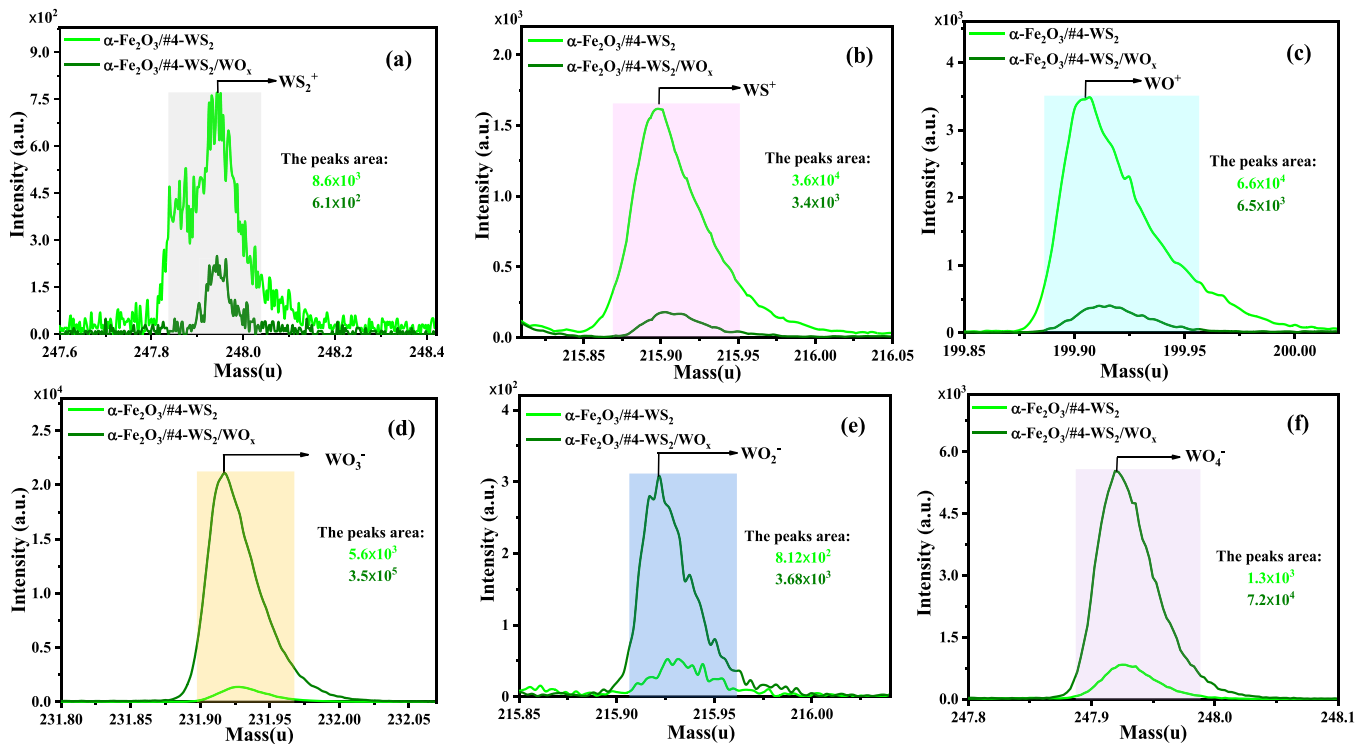 x10²
α-Fe₂O₃/#4-WS₂
α-Fe₂O₃/#4-WS₂/WOₓ
(a)
WS₂⁺
The peaks area:
8.6x10³
6.1x10²
Intensity (a.u.)
9.0
7.5
6.0
4.5
3.0
1.5
0.0
247.6 247.8 248.0 248.2 248.4
Mass(u)
x10³
α-Fe₂O₃/#4-WS₂
α-Fe₂O₃/#4-WS₂/WOₓ
(b)
WS⁺
The peaks area:
3.6x10⁴
3.4x10³
Intensity (a.u.)
2.0
1.5
1.0
0.5
0.0
215.85 215.90 215.95 216.00 216.05
Mass(u)
x10³
α-Fe₂O₃/#4-WS₂
α-Fe₂O₃/#4-WS₂/WOₓ
(c)
WO⁺
The peaks area:
6.6x10⁴
6.5x10³
Intensity (a.u.)
4
3
2
1
0
199.85 199.90 199.95 200.00
Mass(u)
x10⁴
α-Fe₂O₃/#4-WS₂
α-Fe₂O₃/#4-WS₂/WOₓ
(d)
WO₃⁻
The peaks area:
5.6x10³
3.5x10⁵
Intensity (a.u.)
2.5
2.0
1.5
1.0
0.5
0.0
231.80 231.90 231.95 232.00 232.05
Mass(u)
x10²
α-Fe₂O₃/#4-WS₂
α-Fe₂O₃/#4-WS₂/WOₓ
(e)
WO₂⁻
The peaks area:
8.12x10²
3.68x10³
Intensity (a.u.)
4
3
2
1
0
215.85 215.90 215.95 216.00
Mass(u)
x10³
α-Fe₂O₃/#4-WS₂
α-Fe₂O₃/#4-WS₂/WOₓ
(f)
WO₄⁻
The peaks area:
1.3x10³
7.2x10⁴
Intensity (a.u.)
6.0
4.5
3.0
1.5
0.0
247.8 247.9 248.0 248.1
Mass(u)